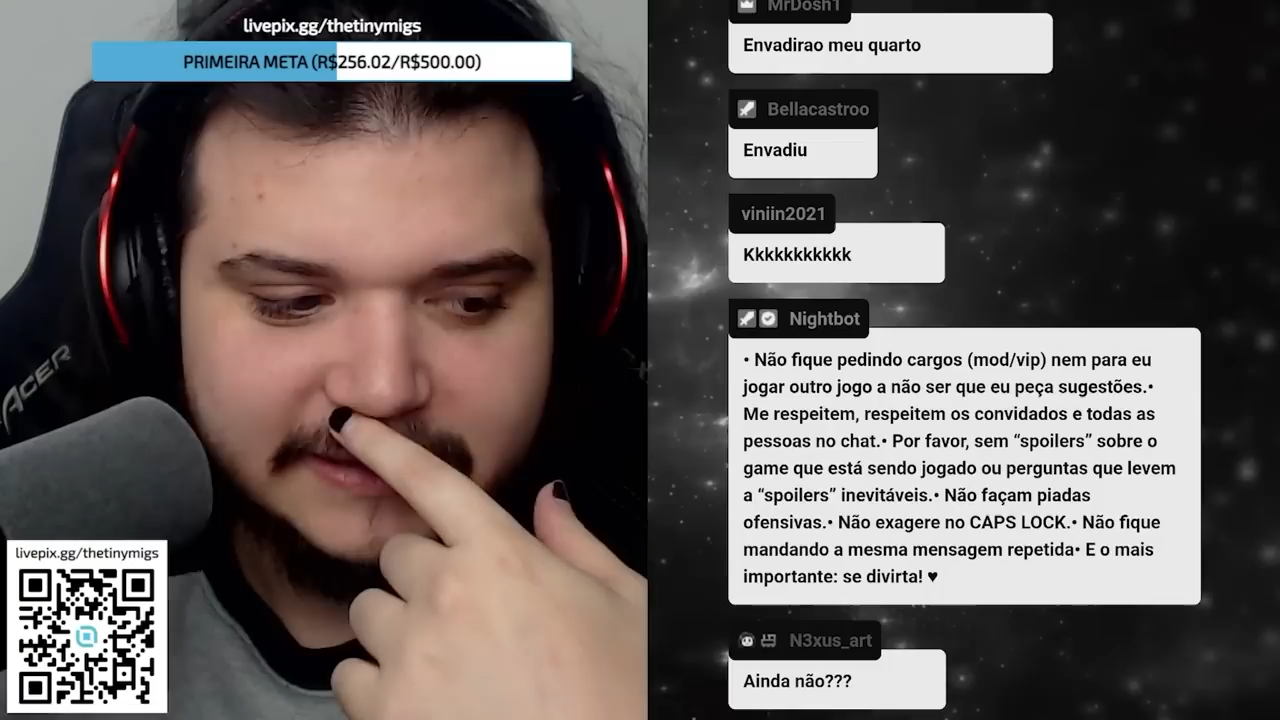 livepix.gg/thetinymigs
PRIMEIRA META (R$256.02/R$500.00)
ACER
livepix.gg/thetinymigs
MrDosh1
Envadirao meu quarto
Bellacastroo
Envadiu
viniin2021
Kkkkkkkkkkk
Nightbot
• Não fique pedindo cargos (mod/vip) nem para eu
jogar outro jogo a não ser que eu peça sugestões.•
Me respeitem, respeitem os convidados e todas as
pessoas no chat.• Por favor, sem “spoilers” sobre o
game que está sendo jogado ou perguntas que levem
a “spoilers” inevitáveis.• Não façam piadas
ofensivas.• Não exagere no CAPS LOCK.• Não fique
mandando a mesma mensagem repetida• E o mais
importante: se divirta! ♥
N3xus_art
Ainda não???